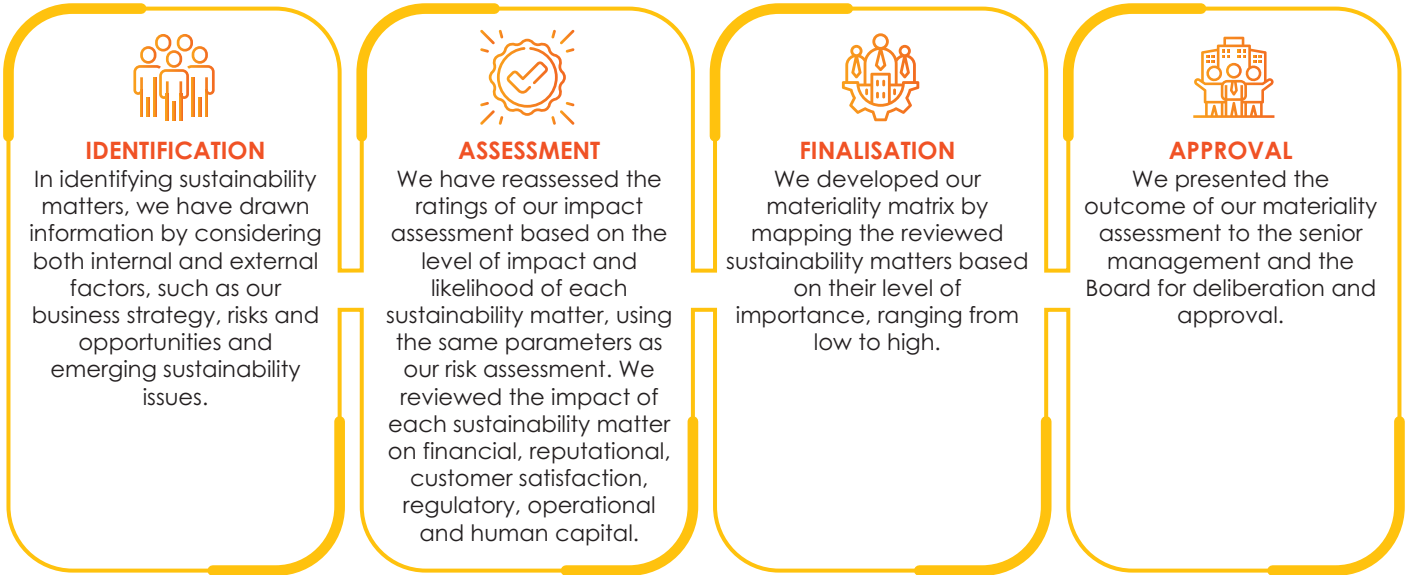 IDENTIFICATION
In identifying sustainability
matters, we have drawn
information by considering
both internal and external
factors, such as our
business strategy, risks and
opportunities and
emerging sustainability
issues.
ASSESSMENT
We have reassessed the
ratings of our impact
assessment based on the
level of impact and
likelihood of each
sustainability matter, using
the same parameters as
our risk assessment. We
reviewed the impact of
each sustainability matter
on financial, reputational,
customer satisfaction,
regulatory, operational
and human capital.
FINALISATION
We developed our
materiality matrix by
mapping the reviewed
sustainability matters based
on their level of
importance, ranging from
low to high.
APPROVAL
We presented the
outcome of our materiality
assessment to the senior
management and the
Board for deliberation and
approval.